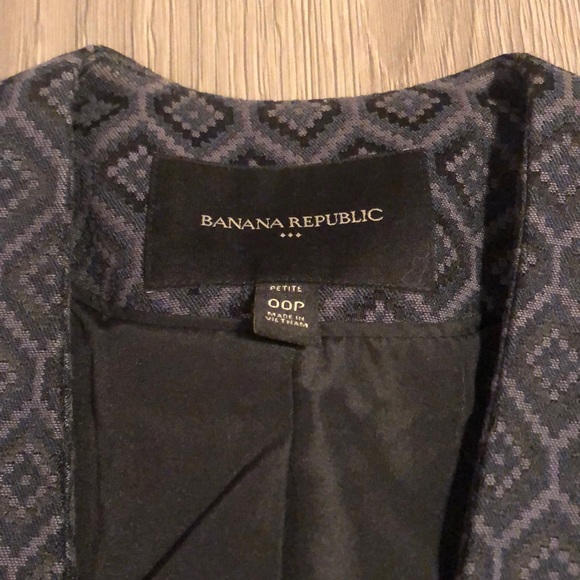 BANANA REPUBLIC
PETITE
00P
MADE IN
VIETNAM